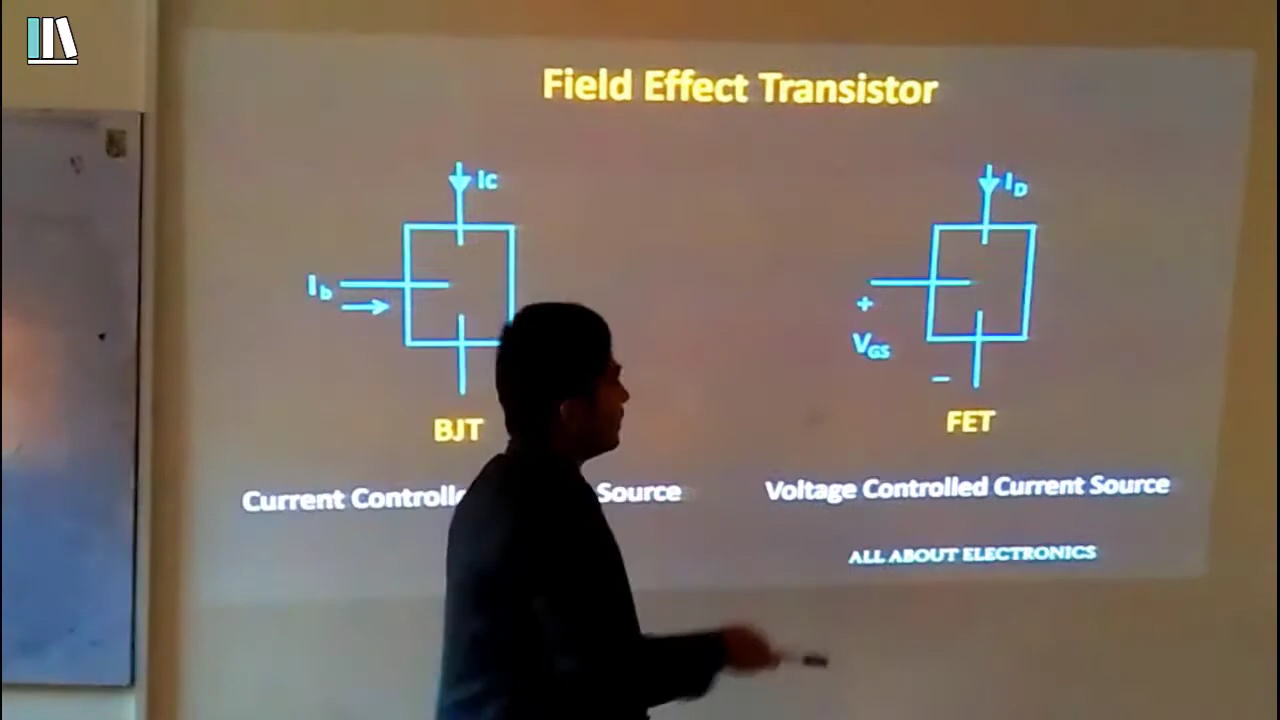 Field Effect Transistor
IC
Ib
BJT
Current Controlle Source
ID
+
VGS
–
FET
Voltage Controlled Current Source
ALL ABOUT ELECTRONICS